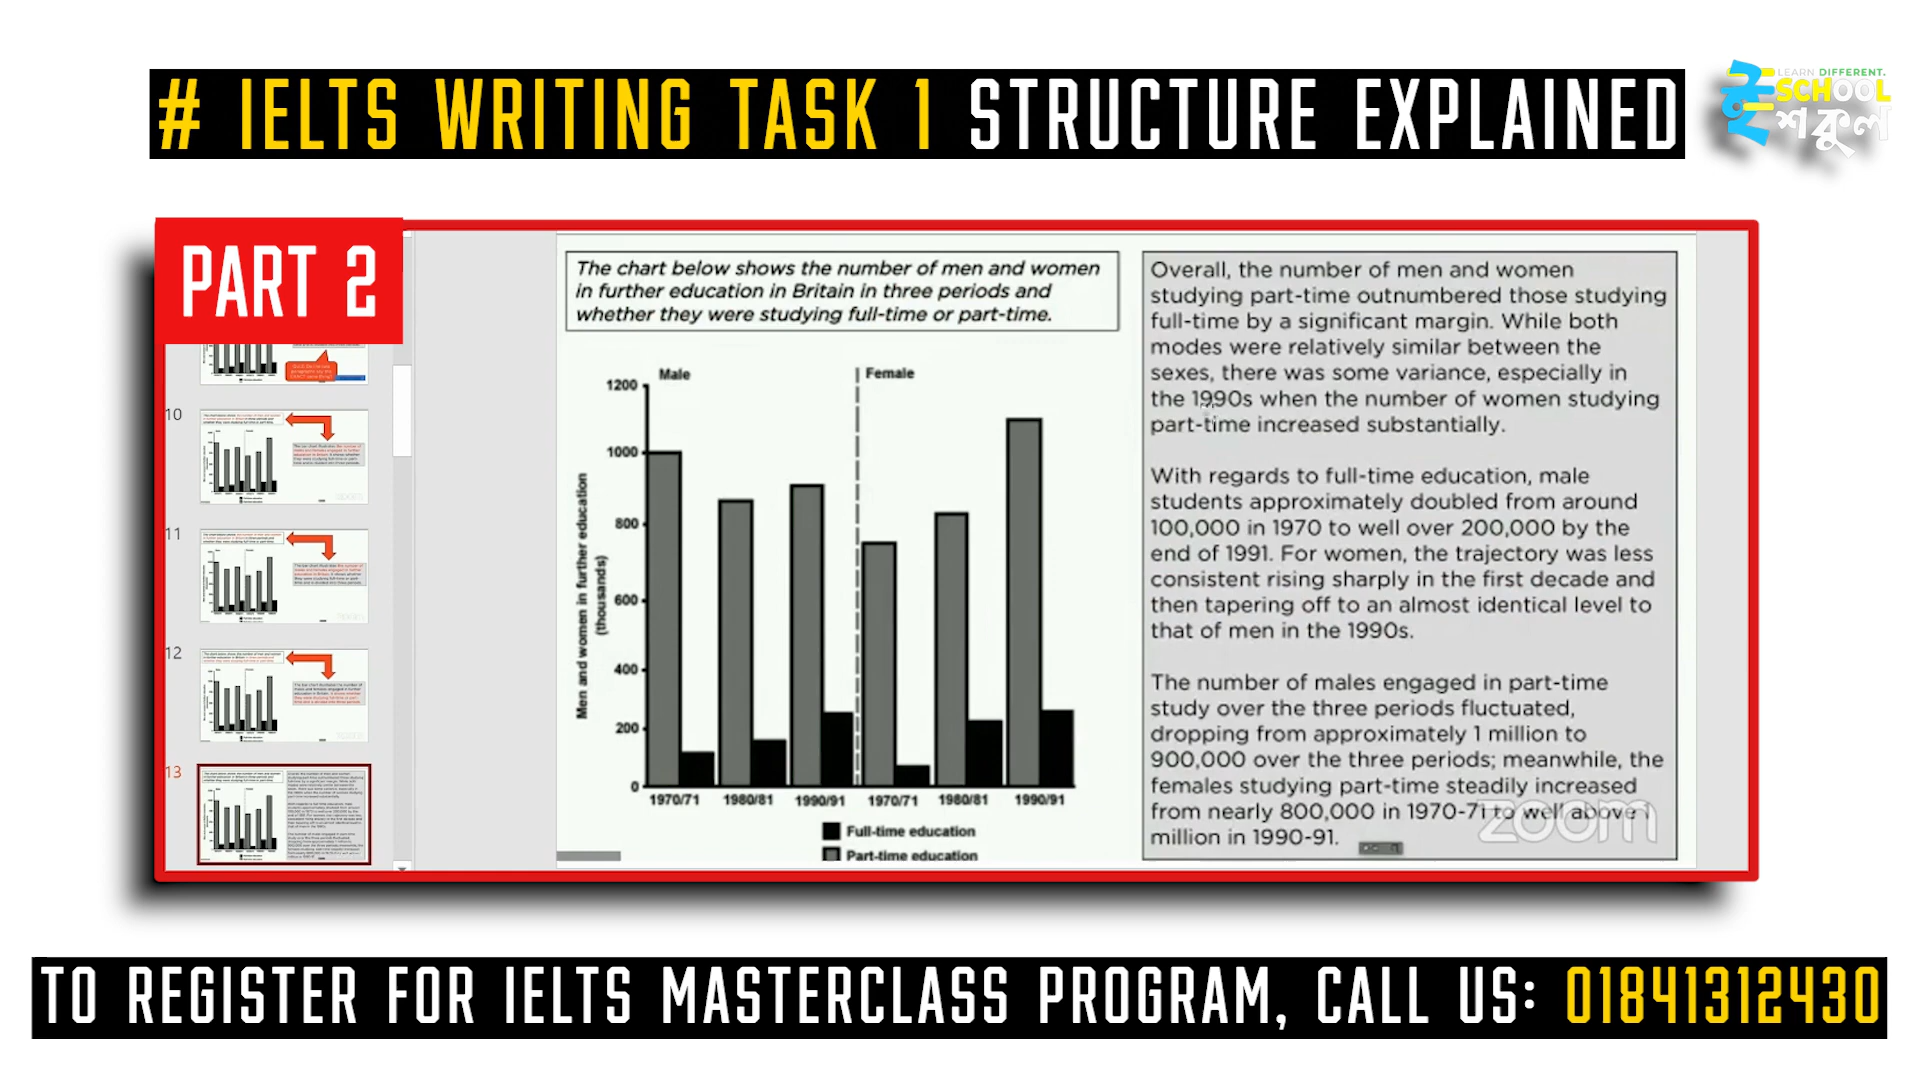 # IELTS WRITING TASK 1 STRUCTURE EXPLAINED
LEARN DIFFERENT.
ই SCHOOL
PART 2
The chart below shows the number of men and women
in further education in Britain in three periods and
whether they were studying full-time or part-time.
Male
Female
Men and women in further education
(thousands)
1200
1000
800
600
400
200
0
1970/71 1980/81 1990/91 1970/71 1980/81 1990/91
Full-time education
Part-time education
Overall, the number of men and women
studying part-time outnumbered those studying
full-time by a significant margin. While both
modes were relatively similar between the
sexes, there was some variance, especially in
the 1990s when the number of women studying
part-time increased substantially.
With regards to full-time education, male
students approximately doubled from around
100,000 in 1970 to well over 200,000 by the
end of 1991. For women, the trajectory was less
consistent rising sharply in the first decade and
then tapering off to an almost identical level to
that of men in the 1990s.
The number of males engaged in part-time
study over the three periods fluctuated,
dropping from approximately 1 million to
900,000 over the three periods; meanwhile, the
females studying part-time steadily increased
from nearly 800,000 in 1970-71 to well above 1
million in 1990-91.
zoom
10
11
12
13
TO REGISTER FOR IELTS MASTERCLASS PROGRAM, CALL US: 01841312430